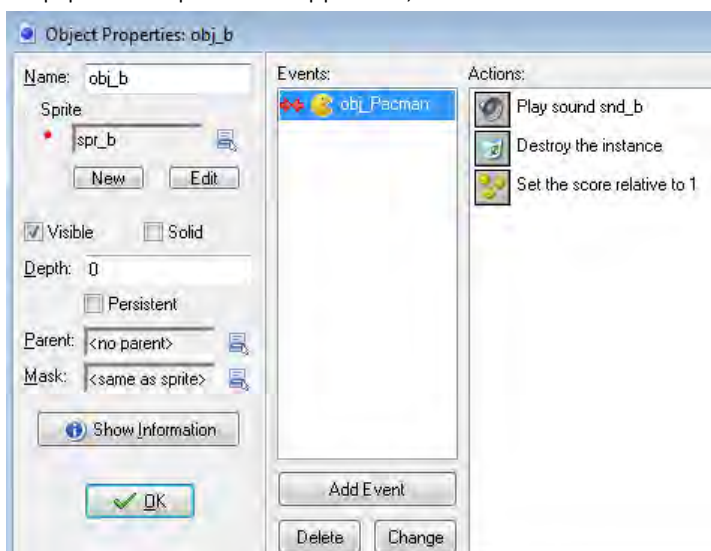 Object Properties: obj_b
Name: obj_b
Sprite
spr_b
New Edit
Visible Solid
Depth: 0
Persistent
Parent: <no parent>
Mask: <same as sprite>
Show Information
OK
Events:
obj_Pacman
Add Event
Delete Change
Actions:
Play sound snd_b
Destroy the instance
Set the score relative to 1